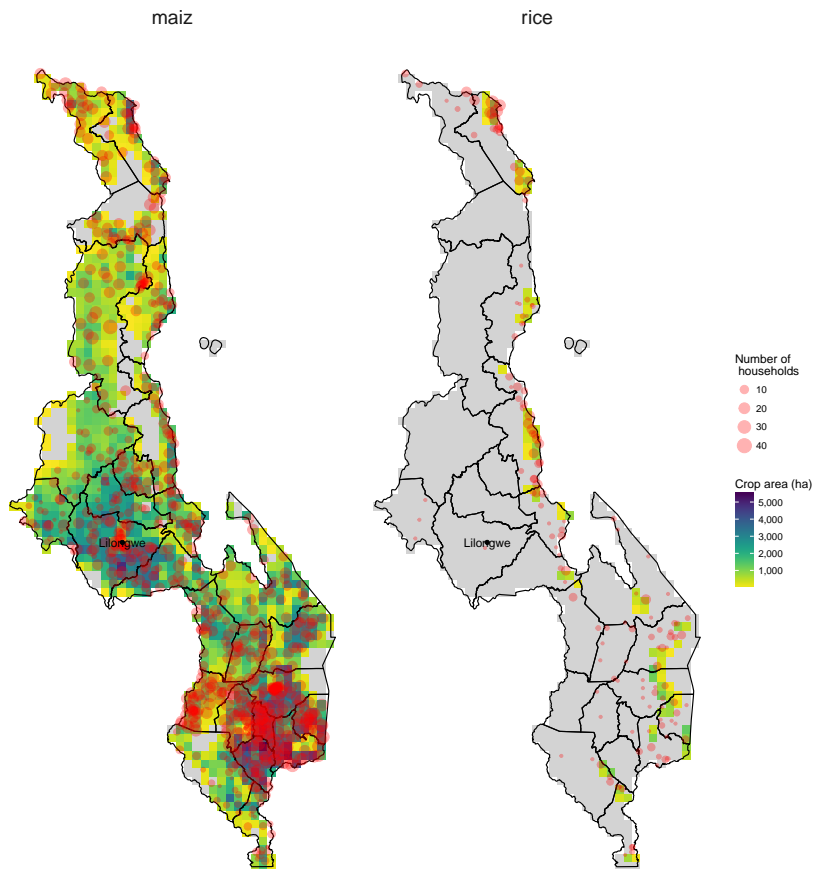 maiz
rice
Lilongwe
Lilongwe
Number of
households
10
20
30
40
Crop area (ha)
5,000
4,000
3,000
2,000
1,000